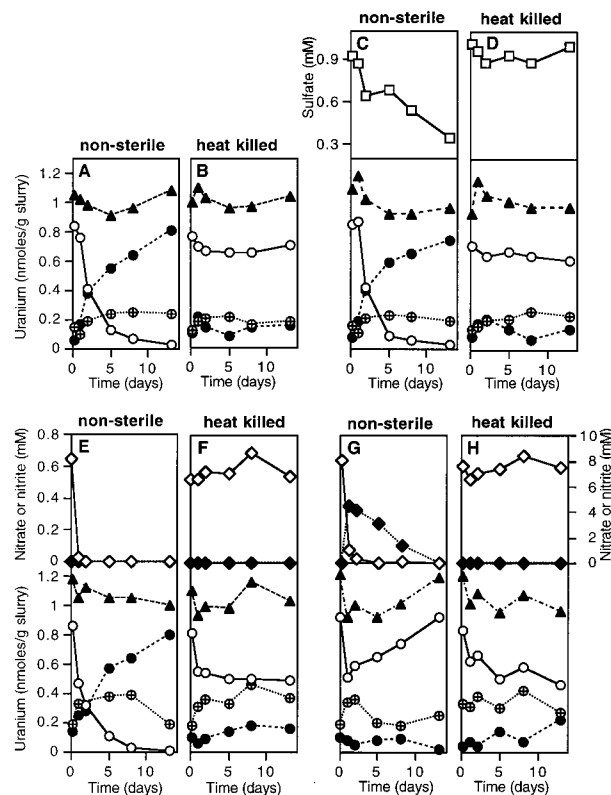 non-sterile
heat killed
C
D
Sulfate (mM)
0.9
0.6
0.3
non-sterile
heat killed
A
B
Uranium (nmoles/g slurry)
1.2
1
0.8
0.6
0.4
0.2
0
0 5 10
0 5 10
0 5 10
0 5 10
Time (days)
Time (days)
Time (days)
Time (days)
non-sterile
heat killed
non-sterile
heat killed
E
F
G
H
Nitrate or nitrite (mM)
0.8
0.6
0.4
0.2
0
10
8
6
4
2
0
Nitrate or nitrite (mM)
Uranium (nmoles/g slurry)
1.2
1
0.8
0.6
0.4
0.2
0
0 5 10
0 5 10
0 5 10
0 5 10
Time (days)
Time (days)
Time (days)
Time (days)